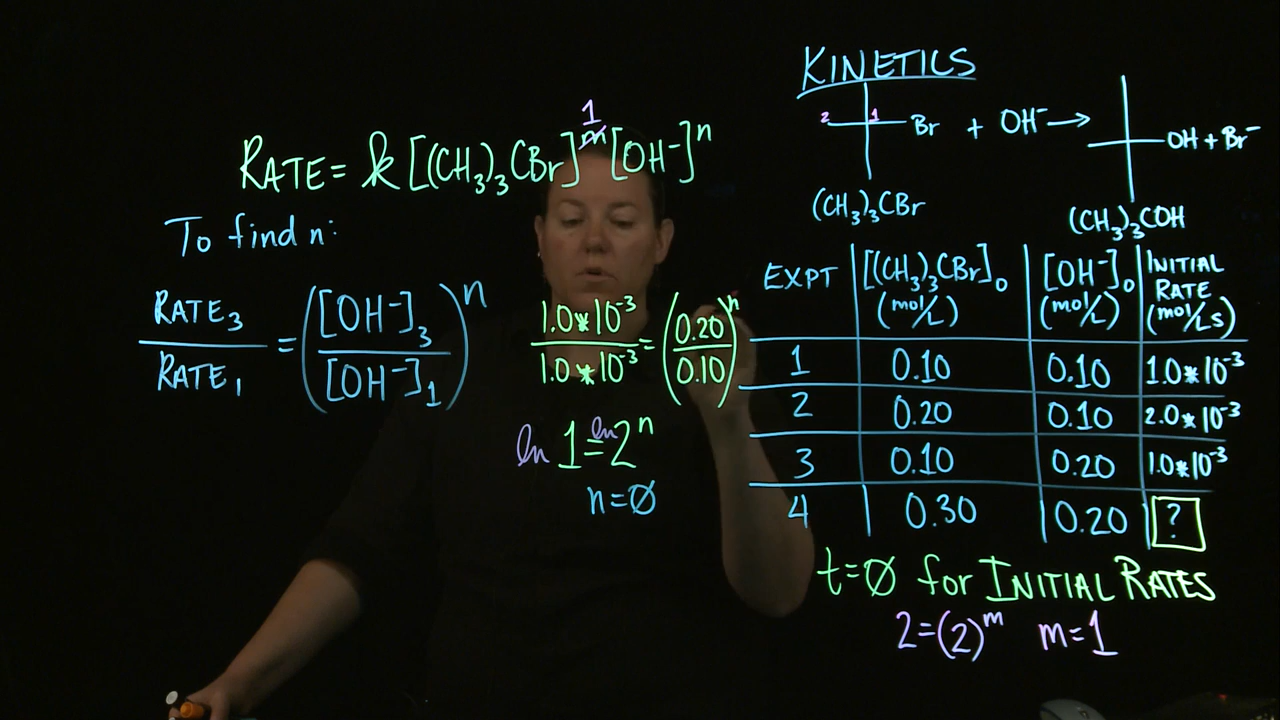 KINETICS
2 1 Br + OH⁻ → OH + Br⁻
(CH₃)₃CBr (CH₃)₃COH
RATE = k [(CH₃)₃CBr]^m 1 [OH⁻]ⁿ
To find n:
RATE₃ / RATE₁ = ([OH⁻]₃ / [OH⁻]₁)ⁿ
1.0*10⁻³ / 1.0*10⁻³ = (0.20 / 0.10)ⁿ
ln 1 = ln 2ⁿ
n=Ø
EXPT [(CH₃)₃CBr]₀ (mol/L) [OH⁻]₀ (mol/L) INITIAL RATE (mol/Ls)
1 0.10 0.10 1.0*10⁻³
2 0.20 0.10 2.0*10⁻³
3 0.10 0.20 1.0*10⁻³
4 0.30 0.20 ?
t=Ø for INITIAL RATES
2=(2)^m m=1